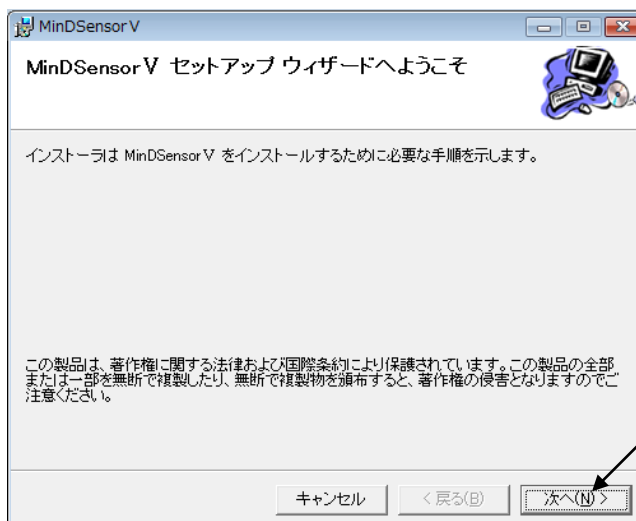 MinDSensorⅤ
MinDSensorⅤ セットアップ ウィザードへようこそ
インストーラは MinDSensorⅤ をインストールするために必要な手順を示します。
この製品は、著作権に関する法律および国際条約により保護されています。この製品の全部
または一部を無断で複製したり、無断で複製物を頒布すると、著作権の侵害となりますのでご
注意ください。
キャンセル < 戻る(B) 次へ(N) >